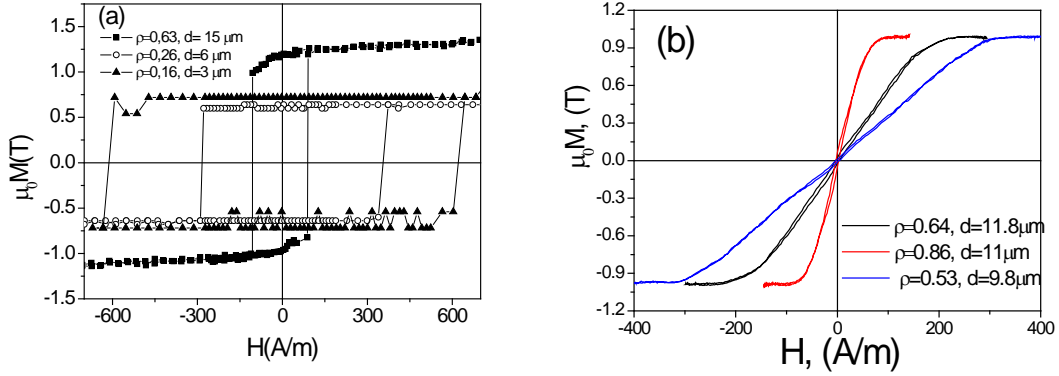 (a)
ρ=0,63, d= 15 μm
ρ=0,26, d=6 μm
ρ=0,16, d=3 μm
1.5
1.0
0.5
0.0
-0.5
-1.0
-1.5
μ₀M(T)
-600
-300
0
300
600
H(A/m)
(b)
1.2
0.9
0.6
0.3
0.0
-0.3
-0.6
-0.9
-1.2
μ₀M, (T)
ρ=0.64, d=11.8μm
ρ=0.86, d=11μm
ρ=0.53, d=9.8μm
-400
-200
0
200
400
H, (A/m)